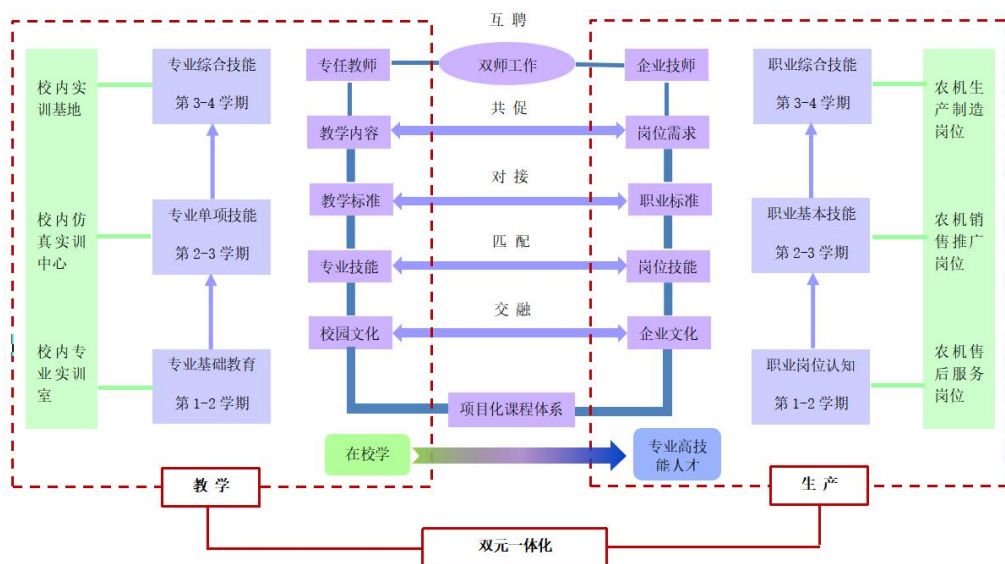 互 聘
校内实
训基地
专业综合技能
第 3-4 学期
专任教师
双师工作
企业技师
职业综合技能
第 3-4 学期
农机生
产制造
岗位
共 促
教学内容
岗位需求
对 接
校内仿
真实训
中心
专业单项技能
第 2-3 学期
教学标准
职业标准
职业基本技能
第 2-3 学期
农机销
售推广
岗位
匹 配
专业技能
岗位技能
交 融
校园文化
企业文化
校内专
业实训
室
专业基础教育
第 1-2 学期
职业岗位认知
第 1-2 学期
农机售
后服务
岗位
项目化课程体系
在校学
专业高技
能人才
教 学
生 产
双元一体化